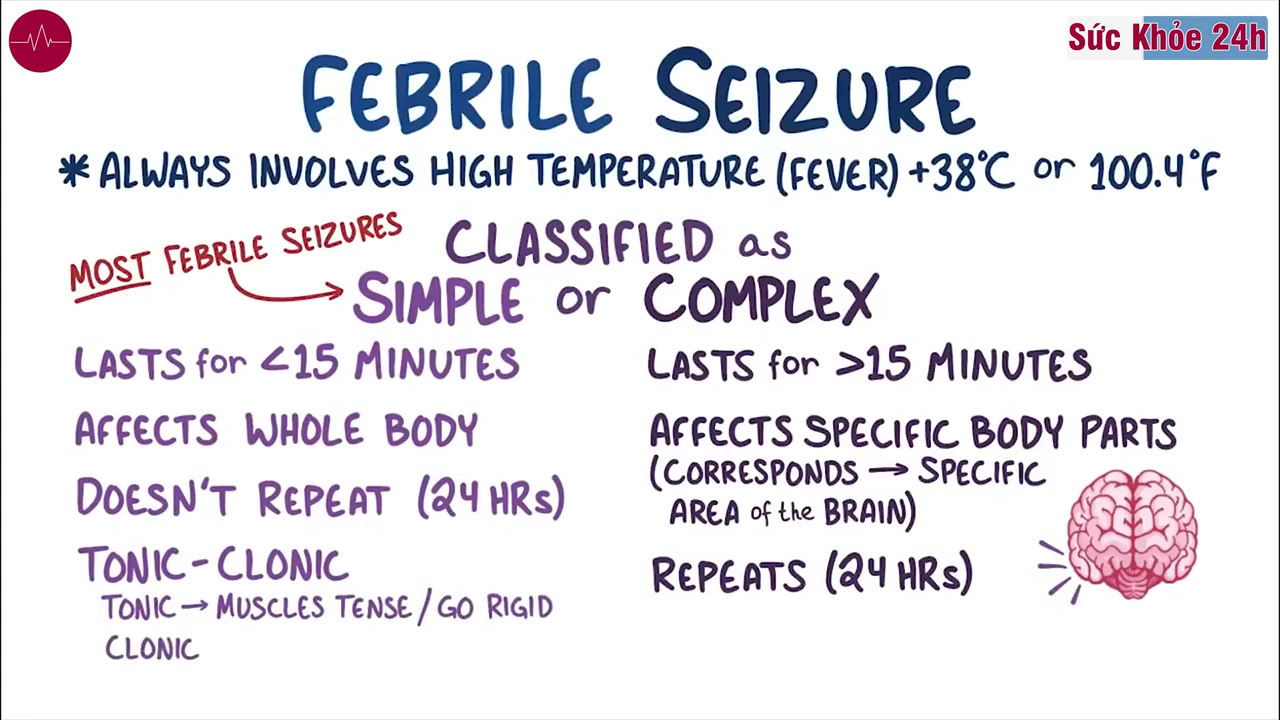 Sức Khỏe 24h
FEBRILE SEIZURE
* ALWAYS INVOLVES HIGH TEMPERATURE (FEVER) +38°C or 100.4°F
MOST FEBRILE SEIZURES
CLASSIFIED as
SIMPLE or COMPLEX
LASTS for <15 MINUTES
AFFECTS WHOLE BODY
DOESN'T REPEAT (24 HRs)
TONIC-CLONIC
TONIC → MUSCLES TENSE / GO RIGID
CLONIC
LASTS for >15 MINUTES
AFFECTS SPECIFIC BODY PARTS
(CORRESPONDS → SPECIFIC
AREA of the BRAIN)
REPEATS (24 HRs)